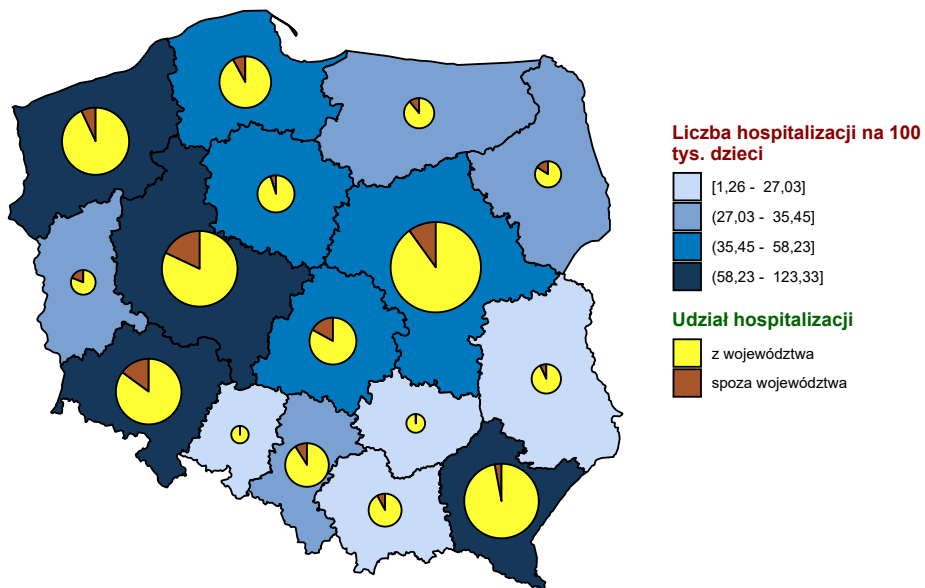 Liczba hospitalizacji na 100
tys. dzieci
[1,26 - 27,03]
(27,03 - 35,45]
(35,45 - 58,23]
(58,23 - 123,33]
Udział hospitalizacji
z województwa
spoza województwa